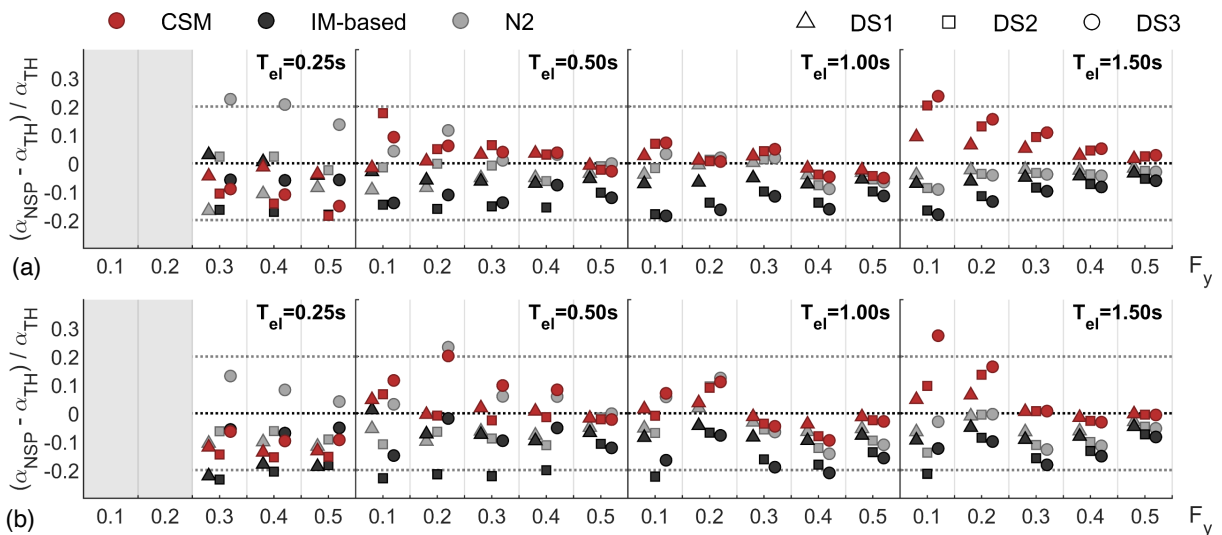 CSM IM-based N2 DS1 DS2 DS3
T_el=0.25s T_el=0.50s T_el=1.00s T_el=1.50s
0.3
0.2
0.1
0
-0.1
-0.2
(α_NSP - α_TH) / α_TH
(a) 0.1 0.2 0.3 0.4 0.5 0.1 0.2 0.3 0.4 0.5 0.1 0.2 0.3 0.4 0.5 0.1 0.2 0.3 0.4 0.5 F_y
T_el=0.25s T_el=0.50s T_el=1.00s T_el=1.50s
0.3
0.2
0.1
0
-0.1
-0.2
(α_NSP - α_TH) / α_TH
(b) 0.1 0.2 0.3 0.4 0.5 0.1 0.2 0.3 0.4 0.5 0.1 0.2 0.3 0.4 0.5 0.1 0.2 0.3 0.4 0.5 F_y